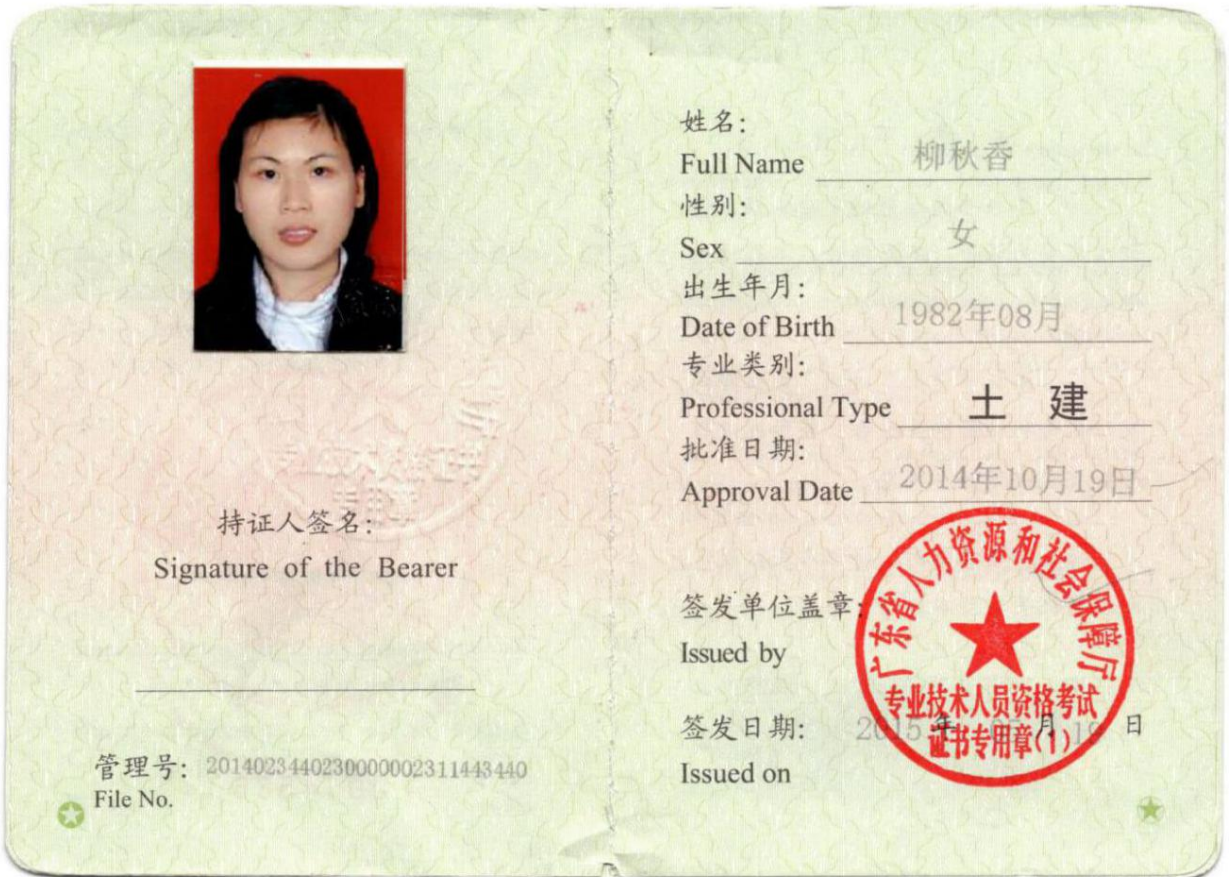 持证人签名：
Signature of the Bearer
管理号：2014023440230000002311443440
File No.
姓名：
Full Name 柳秋香
性别：
Sex 女
出生年月：
Date of Birth 1982年08月
专业类别：
Professional Type 土 建
批准日期：
Approval Date 2014年10月19日
签发单位盖章：
Issued by
广东省人力资源和社会保障厅
专业技术人员资格考试
证书专用章(1)
签发日期： 2015 年 月 日
Issued on